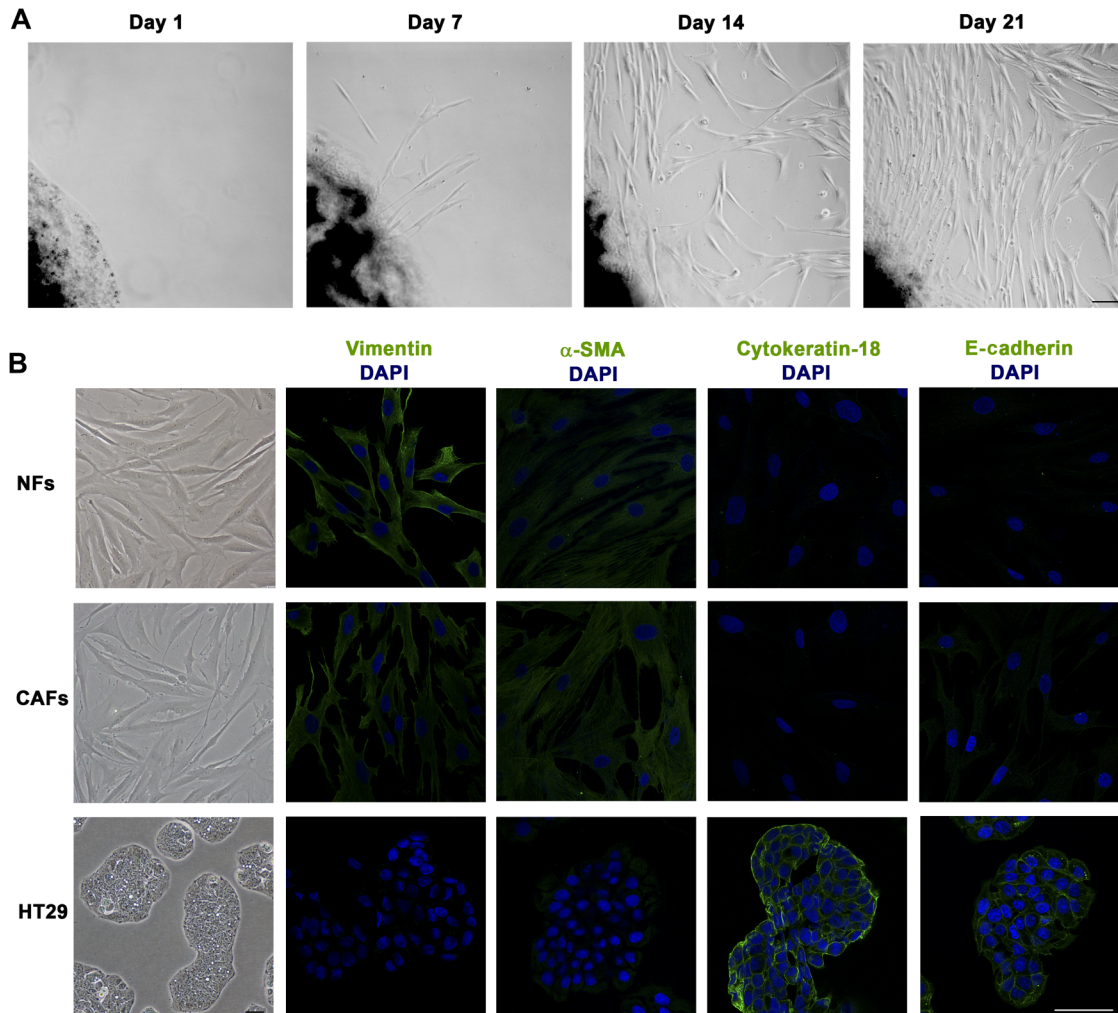 A
Day 1
Day 7
Day 14
Day 21
B
Vimentin
DAPI
α-SMA
DAPI
Cytokeratin-18
DAPI
E-cadherin
DAPI
NFs
CAFs
HT29